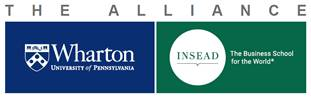 THE ALLIANCE
Wharton
UNIVERSITY OF PENNSYLVANIA
INSEAD
The Business School
for the World®